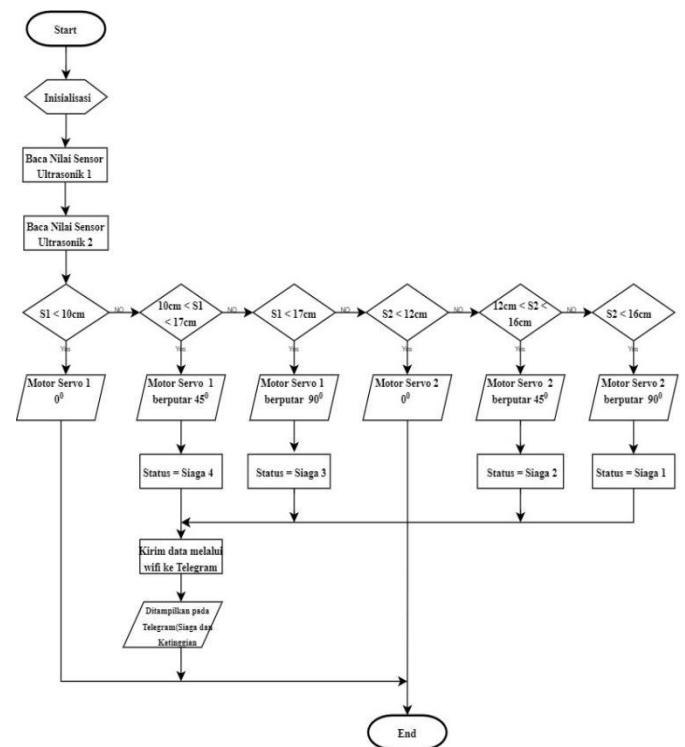 Start
Inisialisasi
Baca Nilai Sensor
Ultrasonik 1
Baca Nilai Sensor
Ultrasonik 2
S1 < 10cm
NO
10cm < S1
< 17cm
NO
S1 < 17cm
NO
S2 < 12cm
NO
12cm < S2 <
16cm
NO
S2 < 16cm
Yes
Yes
Yes
Yes
Yes
Yes
Motor Servo 1
0⁰
Motor Servo 1
berputar 45⁰
Motor Servo 1
berputar 90⁰
Motor Servo 2
0⁰
Motor Servo 2
berputar 45⁰
Motor Servo 2
berputar 90⁰
Status = Siaga 4
Status = Siaga 3
Status = Siaga 2
Status = Siaga 1
Kirim data melalui
wifi ke Telegram
Ditampilkan pada
Telegram(Siaga dan
Ketinggian
End